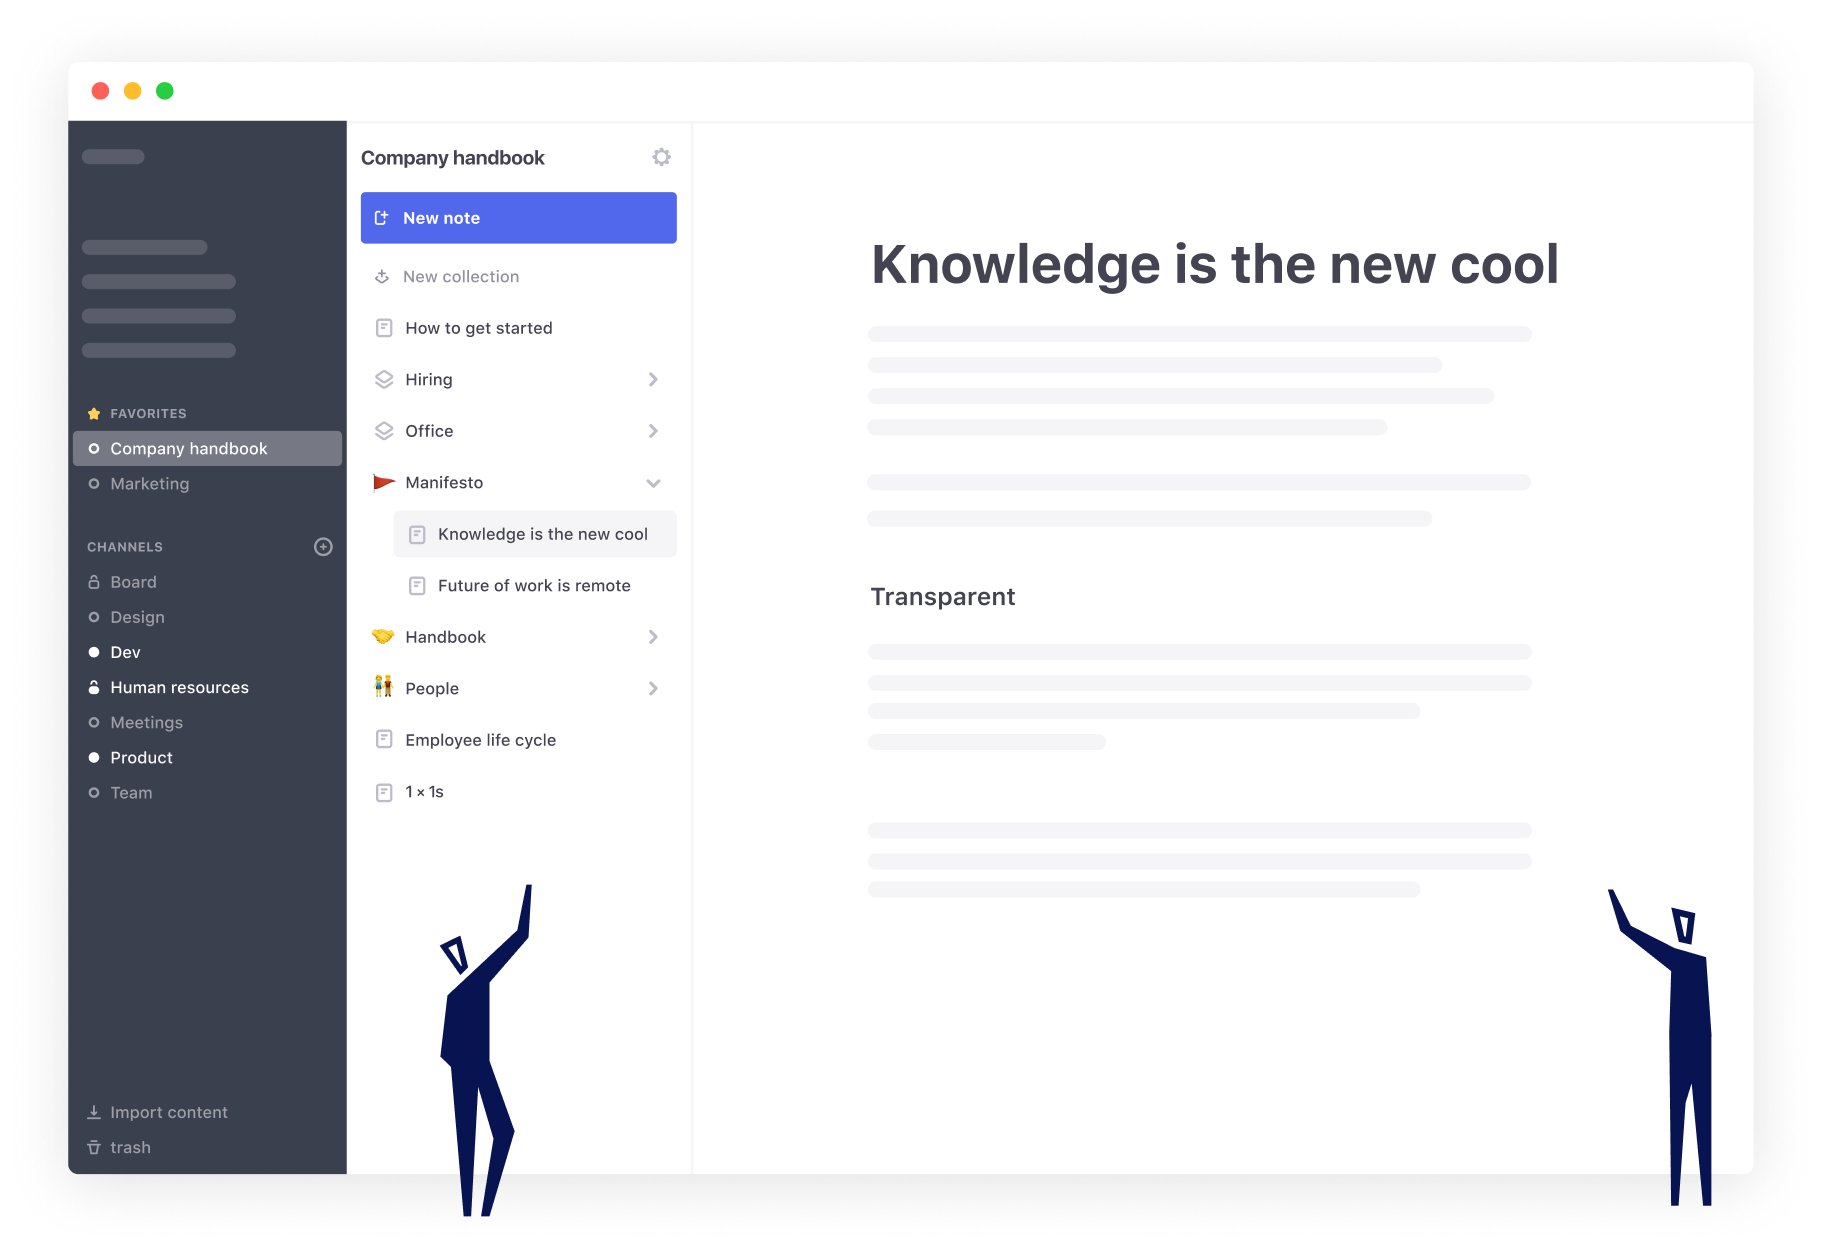 FAVORITES
Company handbook
Marketing
CHANNELS
Board
Design
Dev
Human resources
Meetings
Product
Team
Import content
trash
Company handbook
New note
New collection
How to get started
Hiring
Office
Manifesto
Knowledge is the new cool
Future of work is remote
Handbook
People
Employee life cycle
1 × 1s
Knowledge is the new cool
Transparent